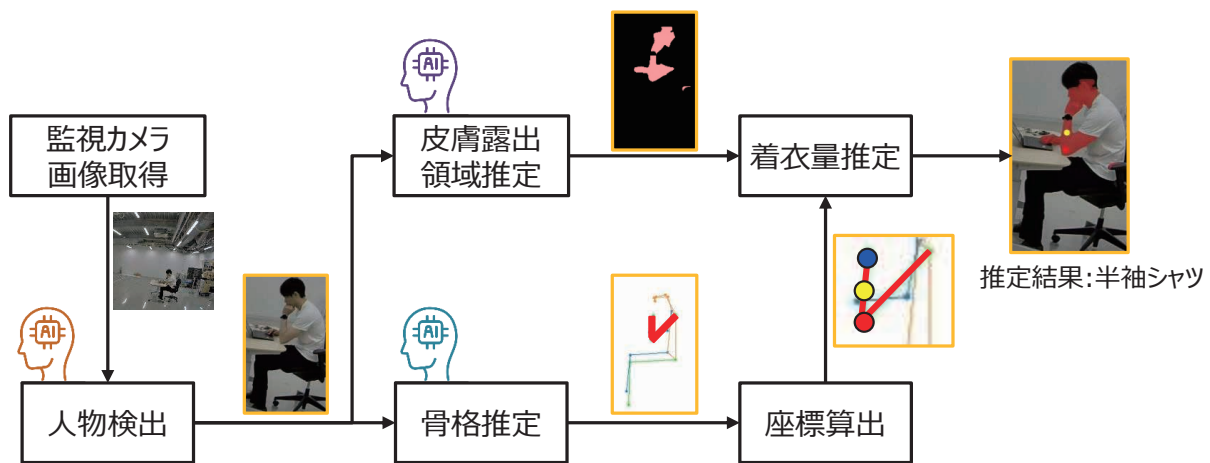 監視カメラ
画像取得
AI
皮膚露出
領域推定
着衣量推定
推定結果:半袖シャツ
AI
人物検出
AI
骨格推定
座標算出